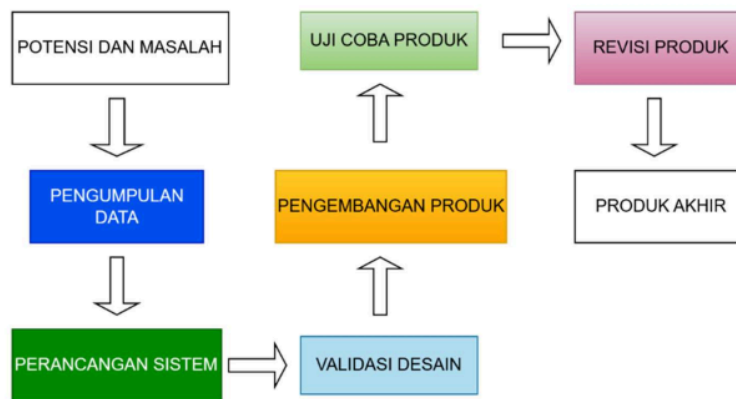 POTENSI DAN MASALAH
PENGUMPULAN
DATA
PERANCANGAN SISTEM
VALIDASI DESAIN
PENGEMBANGAN PRODUK
UJI COBA PRODUK
REVISI PRODUK
PRODUK AKHIR